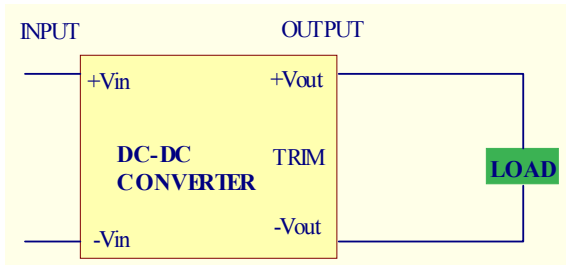 INPUT OUTPUT
+Vin +Vout
DC-DC TRIM
CONVERTER
LOAD
-Vin -Vout